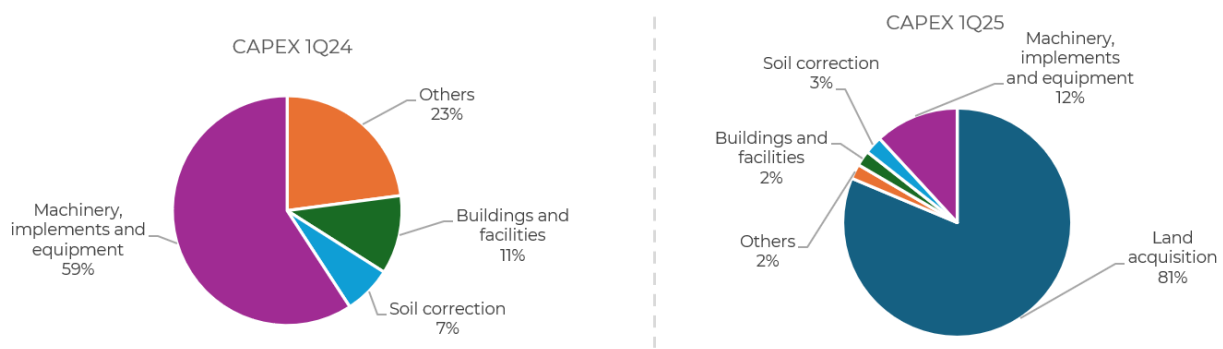 CAPEX 1Q24
Others
23%
Buildings and
facilities
11%
Soil correction
7%
Machinery,
implements and
equipment
59%
CAPEX 1Q25
Machinery,
implements
and equipment
12%
Soil correction
3%
Buildings and
facilities
2%
Others
2%
Land
acquisition
81%